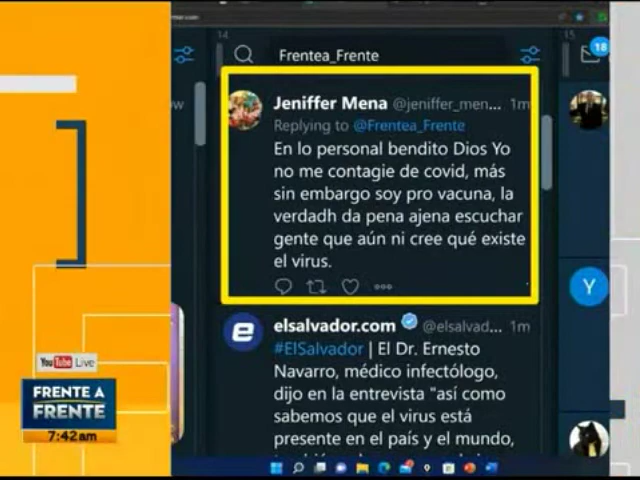 14
15
Frentea_Frente
18
Jeniffer Mena @jeniffer_men... 1m
Replying to @Frentea_Frente
En lo personal bendito Dios Yo
no me contagie de covid, más
sin embargo soy pro vacuna, la
verdadh da pena ajena escuchar
gente que aún ni cree qué existe
el virus.
Y
e
elsalvador.com @elsalvad... 1m
#ElSalvador | El Dr. Ernesto
Navarro, médico infectólogo,
dijo en la entrevista "así como
sabemos que el virus está
presente en el país y el mundo,
YouTube Live
FRENTE A
FRENTE
7:42am